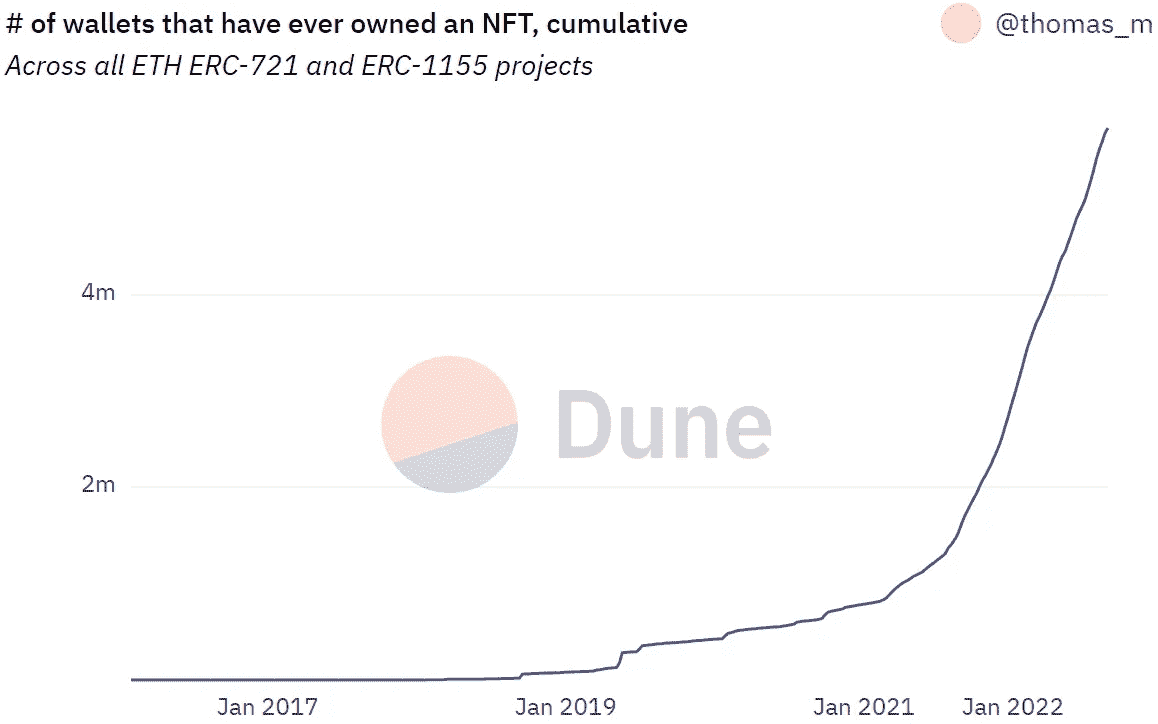 # of wallets that have ever owned an NFT, cumulative
@thomas_m
Across all ETH ERC-721 and ERC-1155 projects
4m
Dune
2m
Jan 2017
Jan 2019
Jan 2021
Jan 2022